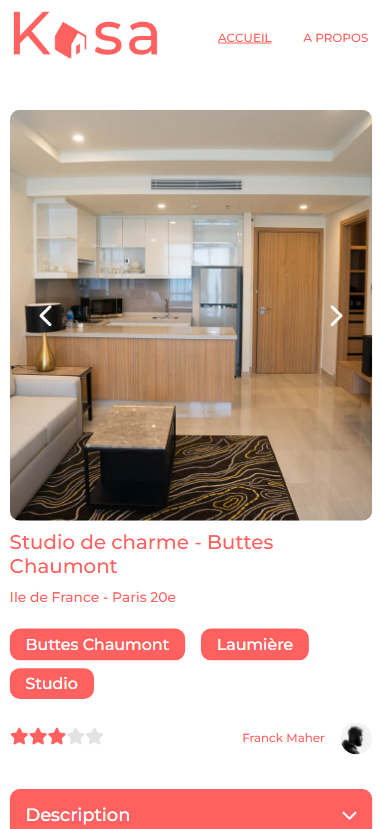 Kasa
ACCUEIL
A PROPOS
Studio de charme - Buttes
Chaumont
Ile de France - Paris 20e
Buttes Chaumont
Laumière
Studio
Franck Maher
Description